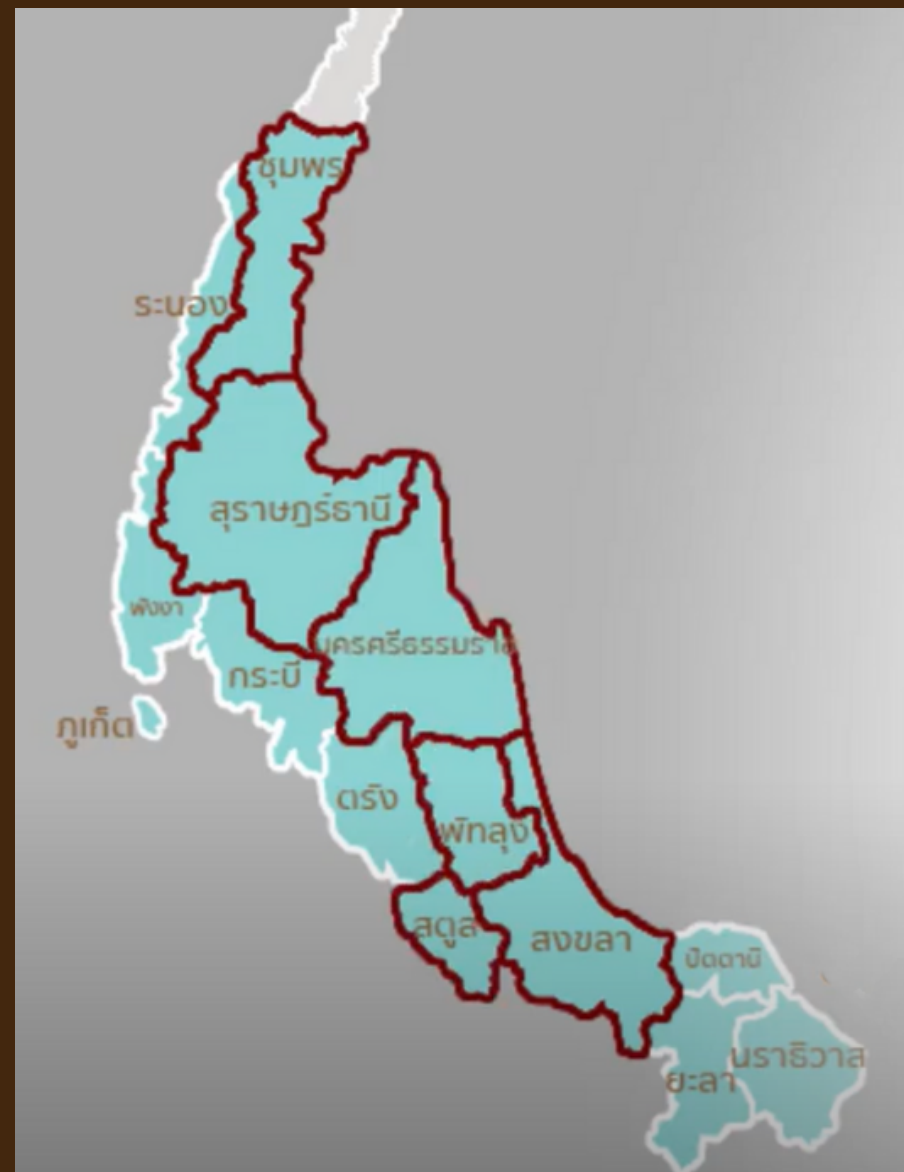 ชุมพร
ระนอง
สุราษฎร์ธานี
พังงา
นครศรีธรรมราช
กระบี่
ภูเก็ต
ตรัง
พัทลุง
สตูล
สงขลา
ปัตตานี
นราธิวาส
ยะลา